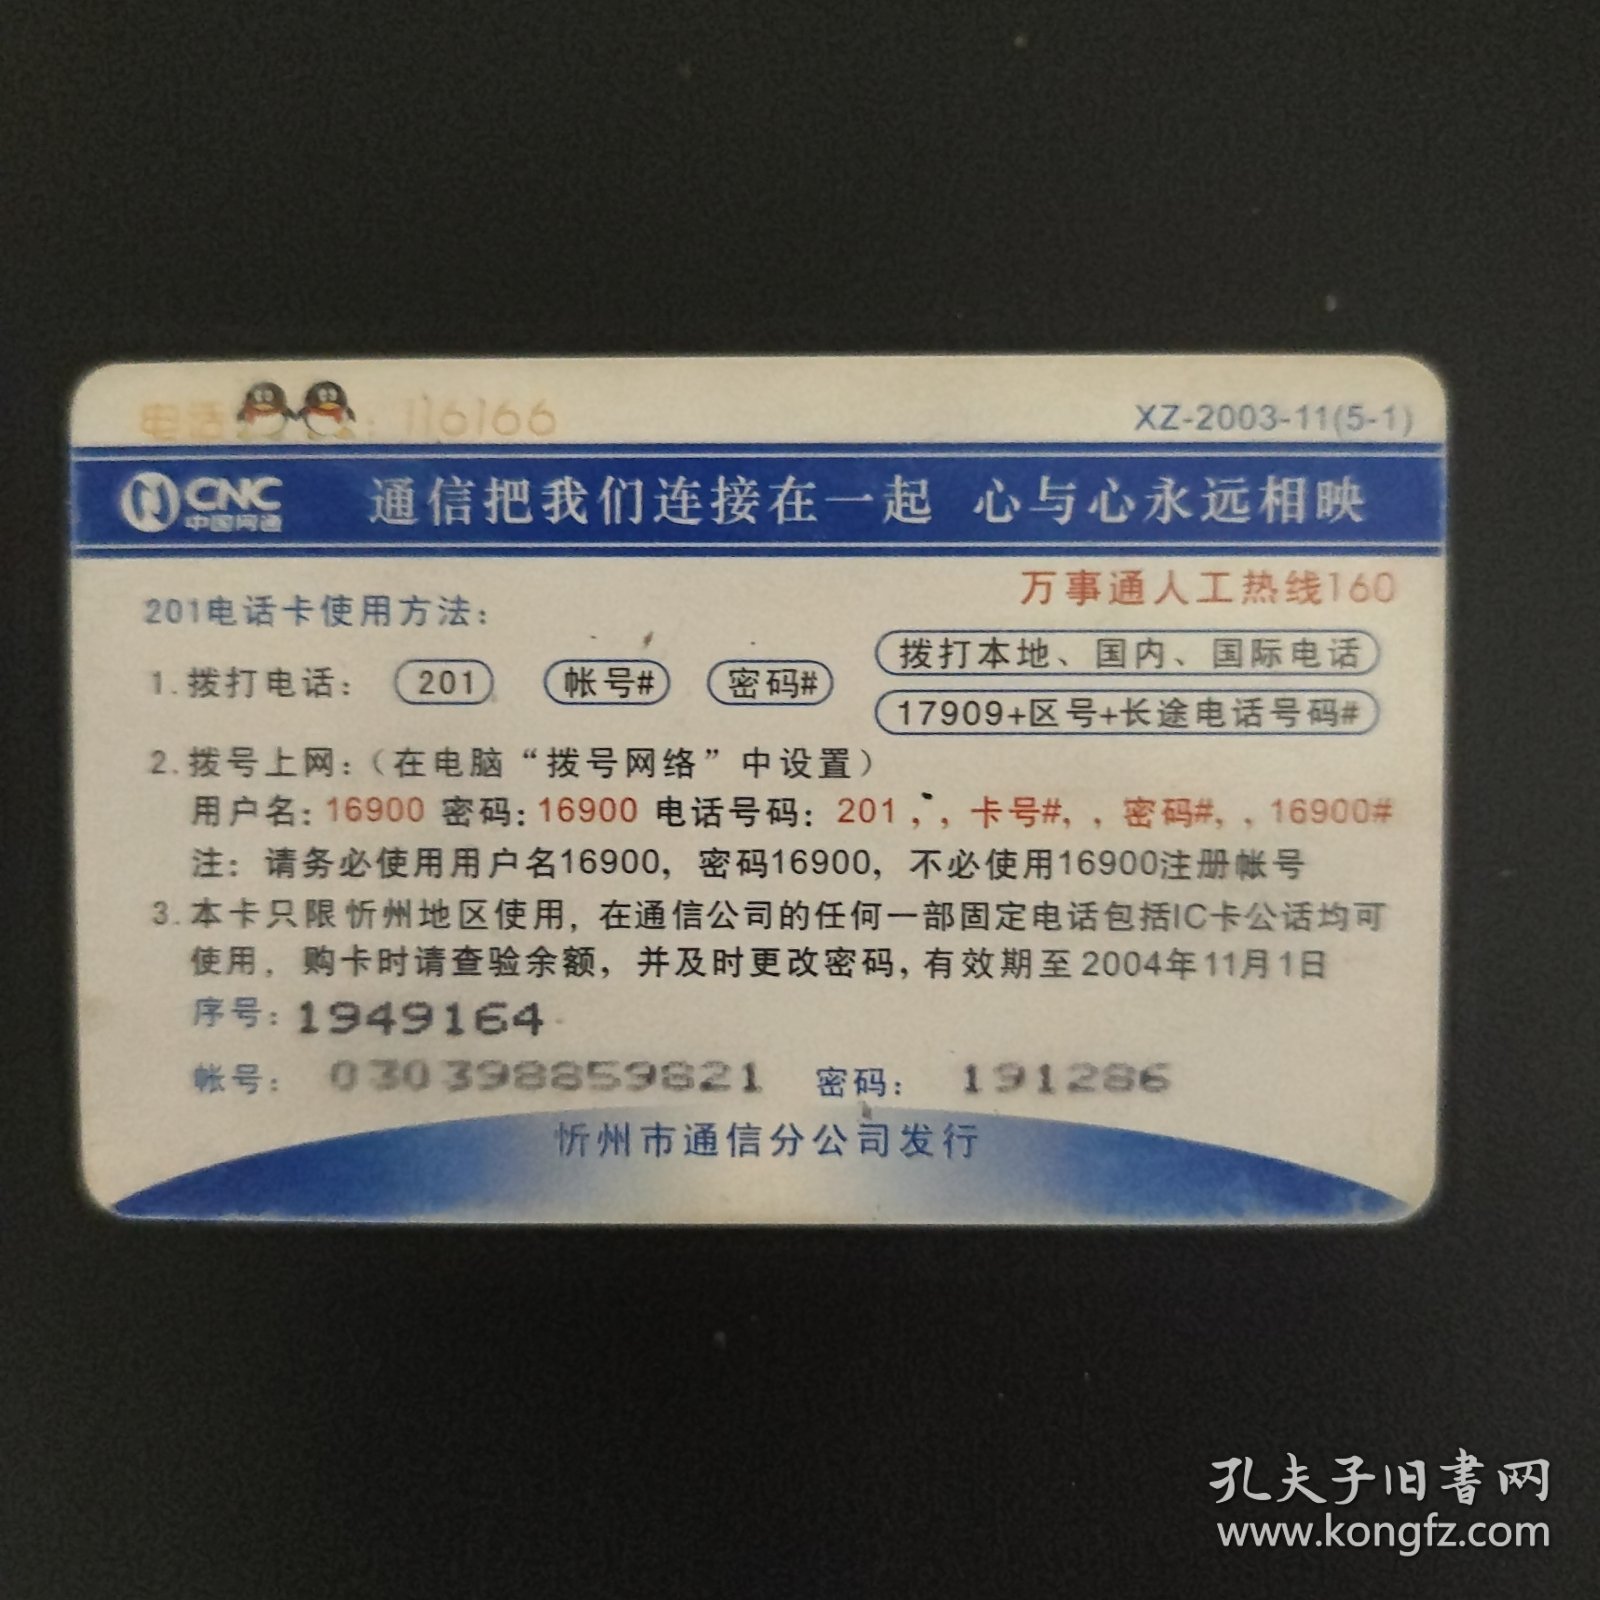 电话 : 116166
XZ-2003-11(5-1)
CNC
中国网通
通信把我们连接在一起 心与心永远相映
万事通人工热线160
201电话卡使用方法：
1.拨打电话： 201 帐号# 密码# 拨打本地、国内、国际电话
17909+区号+长途电话号码#
2.拨号上网：（在电脑“拨号网络”中设置）
用户名：16900 密码：16900 电话号码：201，，卡号#，，密码#，，16900#
注：请务必使用用户名16900，密码16900，不必使用16900注册帐号
3.本卡只限忻州地区使用，在通信公司的任何一部固定电话包括IC卡公话均可
使用，购卡时请查验余额，并及时更改密码，有效期至2004年11月1日
序号：1949164
帐号：030398859821 密码：191286
忻州市通信分公司发行
孔夫子旧书网
www.kongfz.com